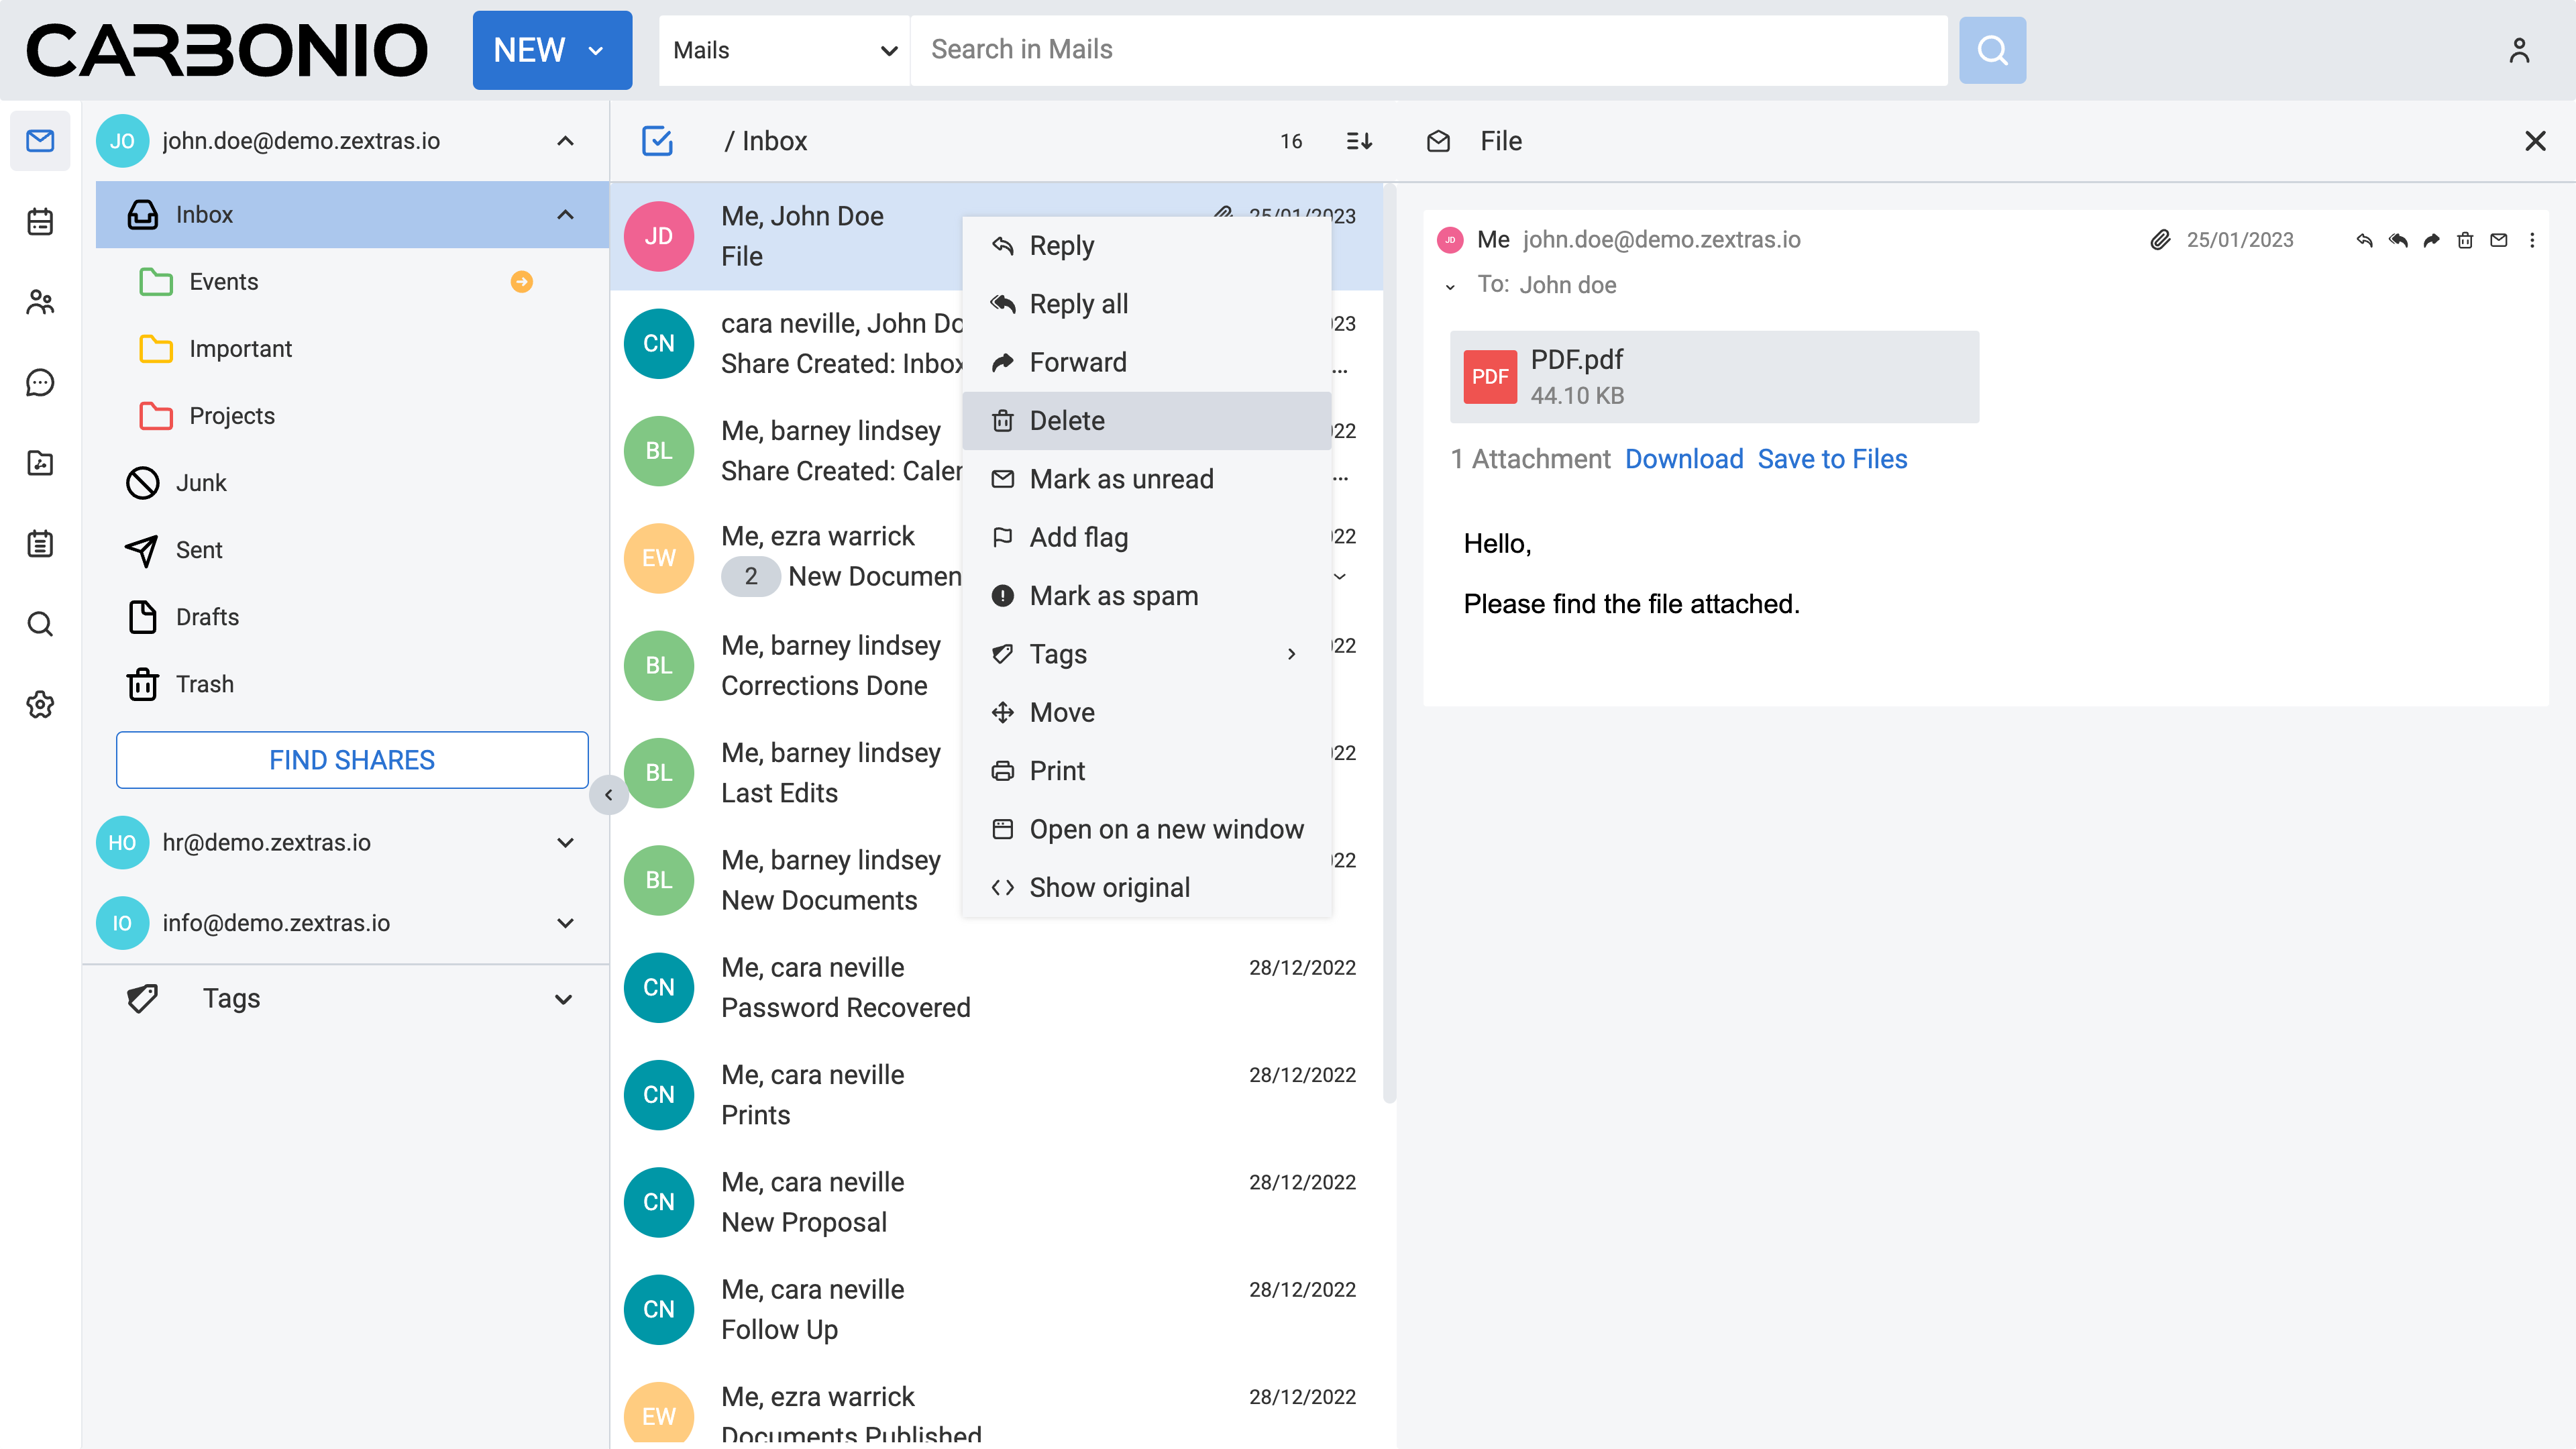 CARBONIO
NEW
Mails
Search in Mails
JO
john.doe@demo.zextras.io
Inbox
Events
Important
Projects
Junk
Sent
Drafts
Trash
FIND SHARES
HO
hr@demo.zextras.io
IO
info@demo.zextras.io
Tags
/ Inbox
16
JD
Me, John Doe
25/01/2023
File
CN
cara neville, John Do
23
Share Created: Inbox
...
BL
Me, barney lindsey
22
Share Created: Caler
...
EW
Me, ezra warrick
22
2
New Documen
BL
Me, barney lindsey
22
Corrections Done
BL
Me, barney lindsey
22
Last Edits
BL
Me, barney lindsey
22
New Documents
CN
Me, cara neville
28/12/2022
Password Recovered
CN
Me, cara neville
28/12/2022
Prints
CN
Me, cara neville
28/12/2022
New Proposal
CN
Me, cara neville
28/12/2022
Follow Up
EW
Me, ezra warrick
28/12/2022
Documents Published
Reply
Reply all
Forward
Delete
Mark as unread
Add flag
Mark as spam
Tags
Move
Print
Open on a new window
Show original
File
JD
Me john.doe@demo.zextras.io
25/01/2023
To: John doe
PDF
PDF.pdf
44.10 KB
1 Attachment Download Save to Files
Hello,
Please find the file attached.